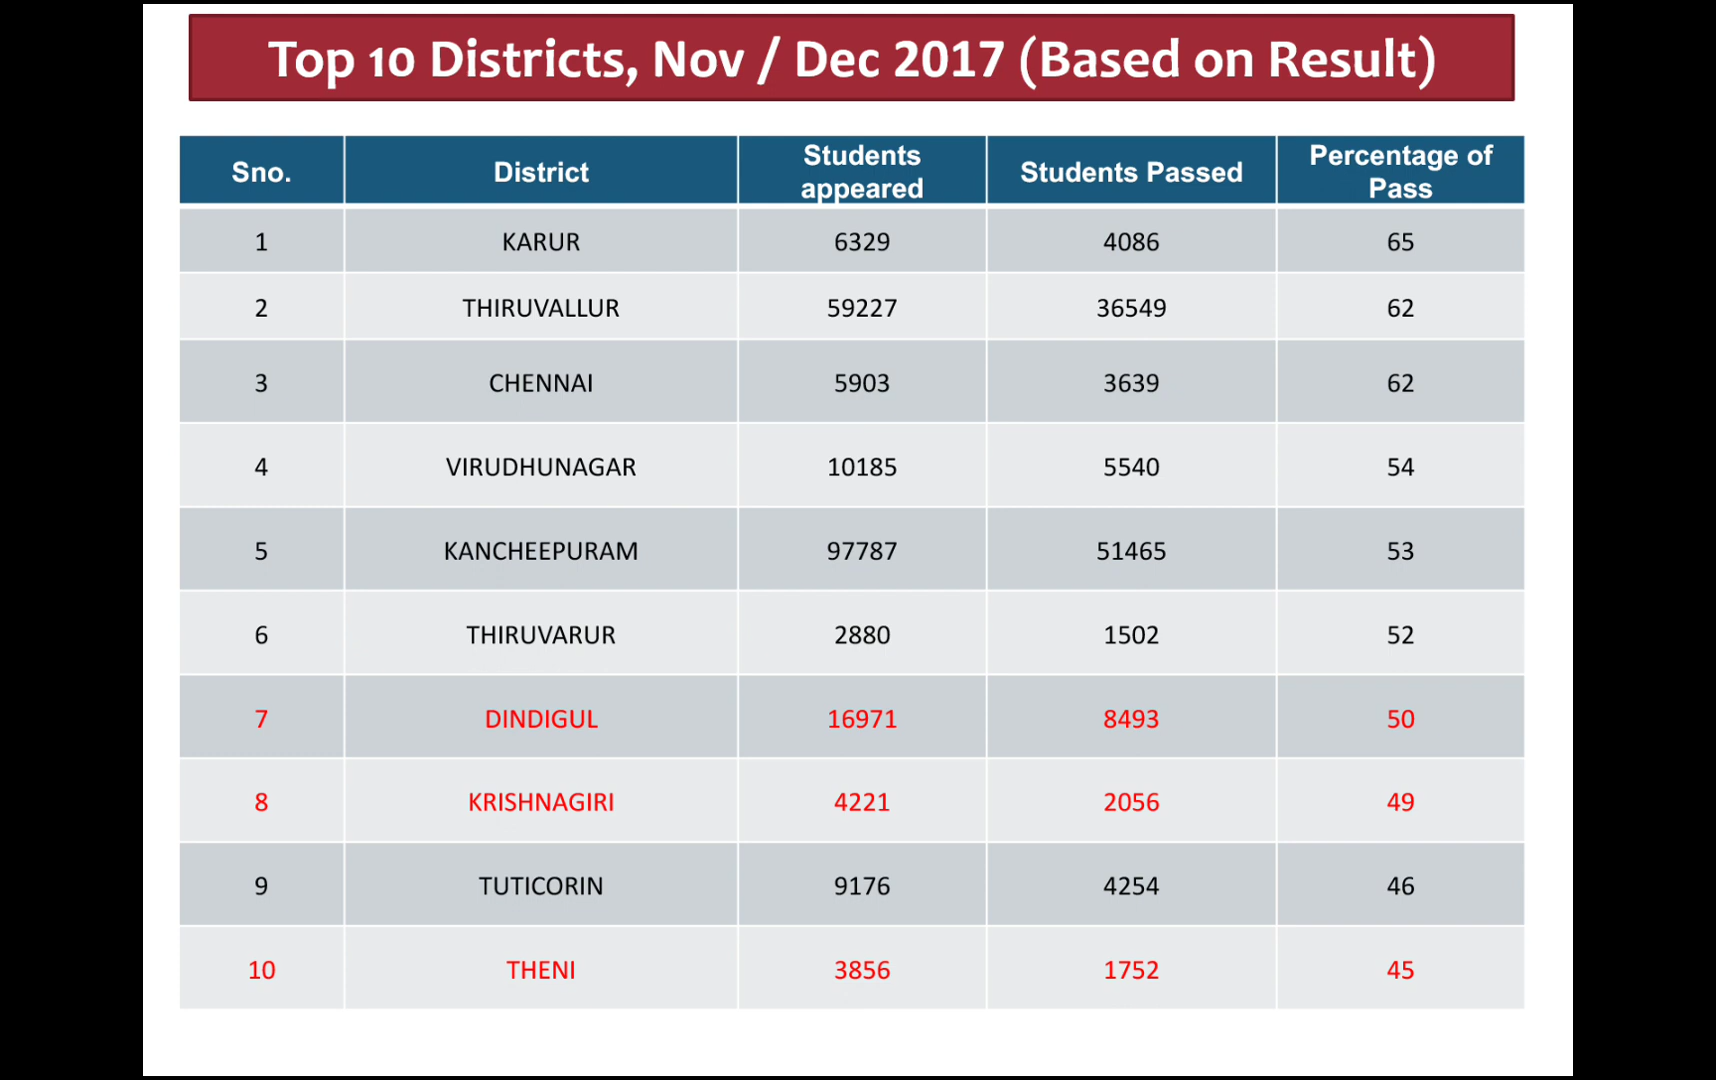 Top 10 Districts, Nov / Dec 2017 (Based on Result)
Sno. District Students appeared Students Passed Percentage of Pass
1 KARUR 6329 4086 65
2 THIRUVALLUR 59227 36549 62
3 CHENNAI 5903 3639 62
4 VIRUDHUNAGAR 10185 5540 54
5 KANCHEEPURAM 97787 51465 53
6 THIRUVARUR 2880 1502 52
7 DINDIGUL 16971 8493 50
8 KRISHNAGIRI 4221 2056 49
9 TUTICORIN 9176 4254 46
10 THENI 3856 1752 45